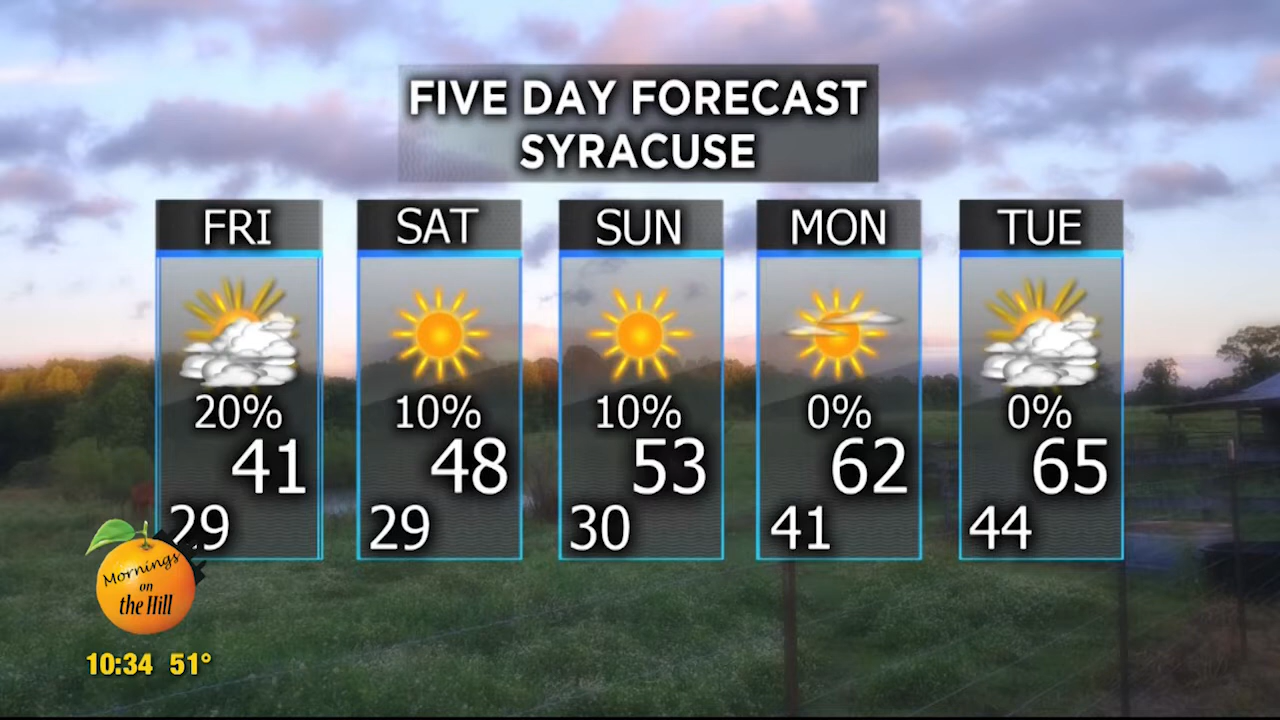 FIVE DAY FORECAST
SYRACUSE
FRI SAT SUN MON TUE
20% 10% 10% 0% 0%
41 48 53 62 65
29 29 30 41 44
Mornings
on
the Hill
10:34 51°